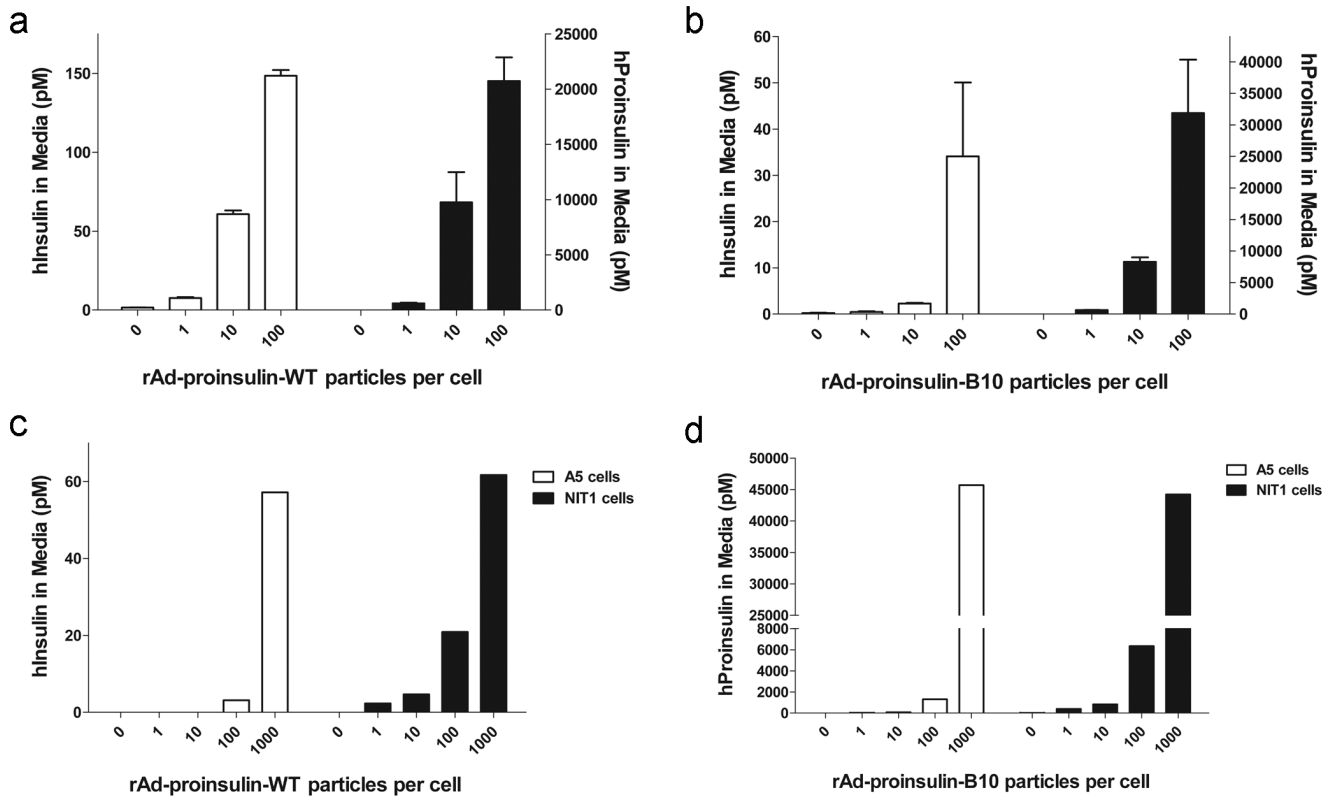 a
hInsulin in Media (pM)
150
100
50
0
25000
20000
15000
10000
5000
0
hProinsulin in Media (pM)
0 1 10 100 0 1 10 100
rAd-proinsulin-WT particles per cell
b
hInsulin in Media (pM)
60
50
40
30
20
10
0
40000
35000
30000
25000
20000
15000
10000
5000
0
hProinsulin in Media (pM)
0 1 10 100 0 1 10 100
rAd-proinsulin-B10 particles per cell
c
hInsulin in Media (pM)
60
40
20
0
A5 cells
NIT1 cells
0 1 10 100 1000 0 1 10 100 1000
rAd-proinsulin-WT particles per cell
d
hProinsulin in Media (pM)
50000
45000
40000
35000
30000
25000
8000
6000
4000
2000
0
A5 cells
NIT1 cells
0 1 10 100 1000 0 1 10 100 1000
rAd-proinsulin-B10 particles per cell